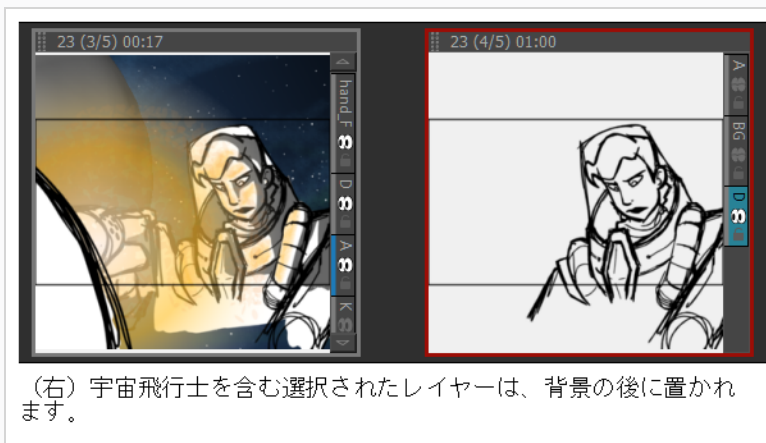 23 (3/5) 00:17
hand_F
D
A
K
23 (4/5) 01:00
A
BG
D
（右）宇宙飛行士を含む選択されたレイヤーは、背景の後に置かれ
ます。